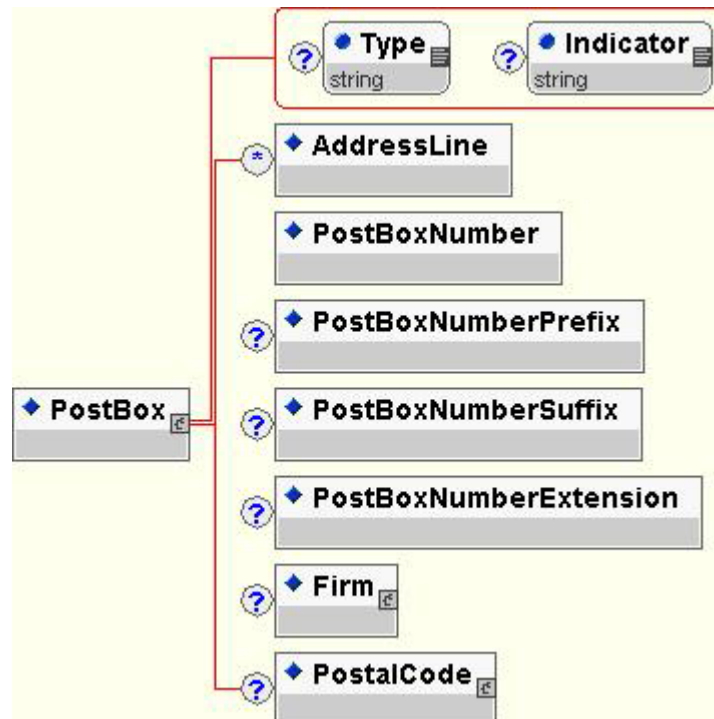 ? Type ? Indicator
string string
* AddressLine
PostBoxNumber
? PostBoxNumberPrefix
PostBox
? PostBoxNumberSuffix
? PostBoxNumberExtension
? Firm
? PostalCode